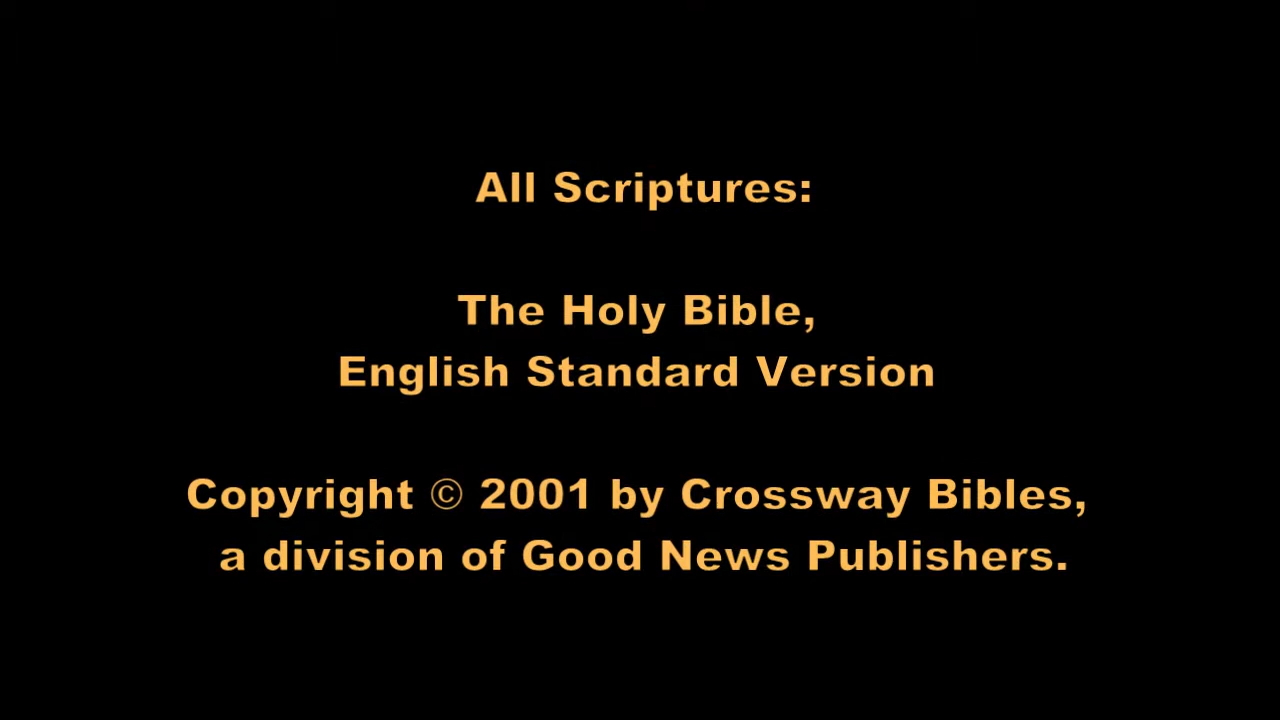 All Scriptures:
The Holy Bible,
English Standard Version
Copyright © 2001 by Crossway Bibles,
a division of Good News Publishers.